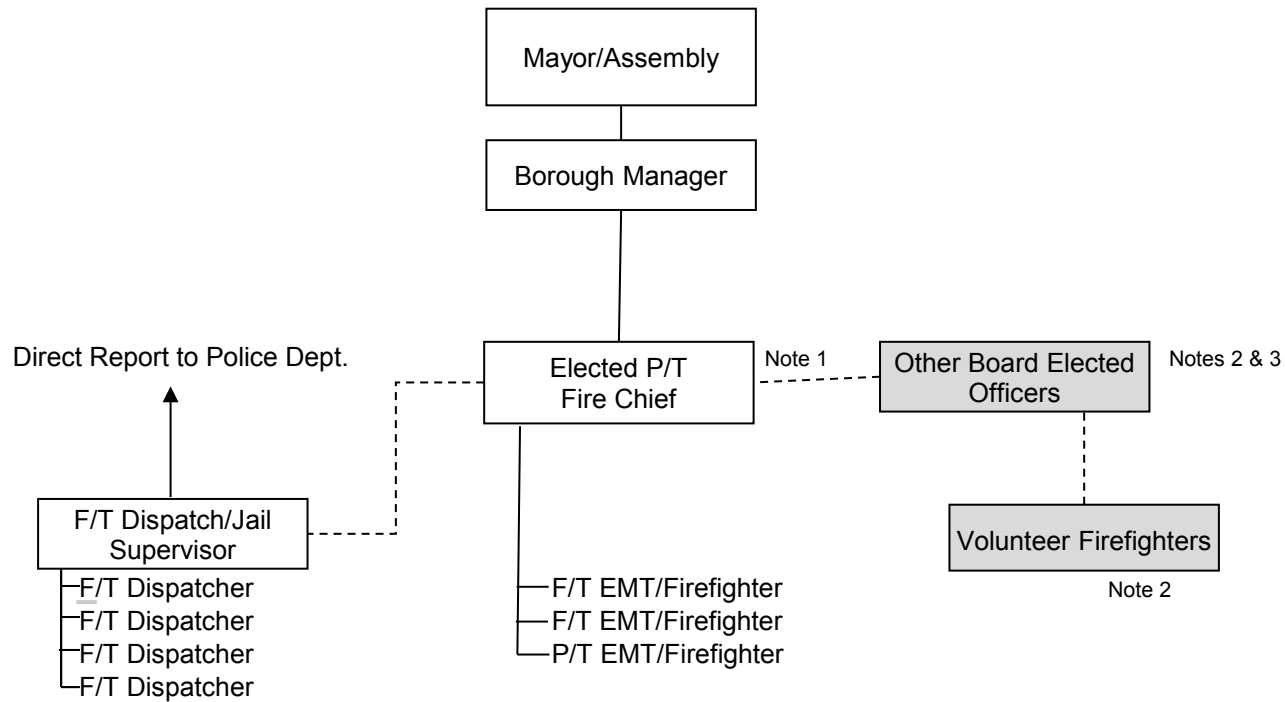 Mayor/Assembly
Borough Manager
Direct Report to Police Dept.
Elected P/T
Fire Chief
Note 1
Other Board Elected
Officers
Notes 2 & 3
F/T Dispatch/Jail
Supervisor
F/T Dispatcher
F/T Dispatcher
F/T Dispatcher
F/T Dispatcher
F/T EMT/Firefighter
F/T EMT/Firefighter
P/T EMT/Firefighter
Volunteer Firefighters
Note 2